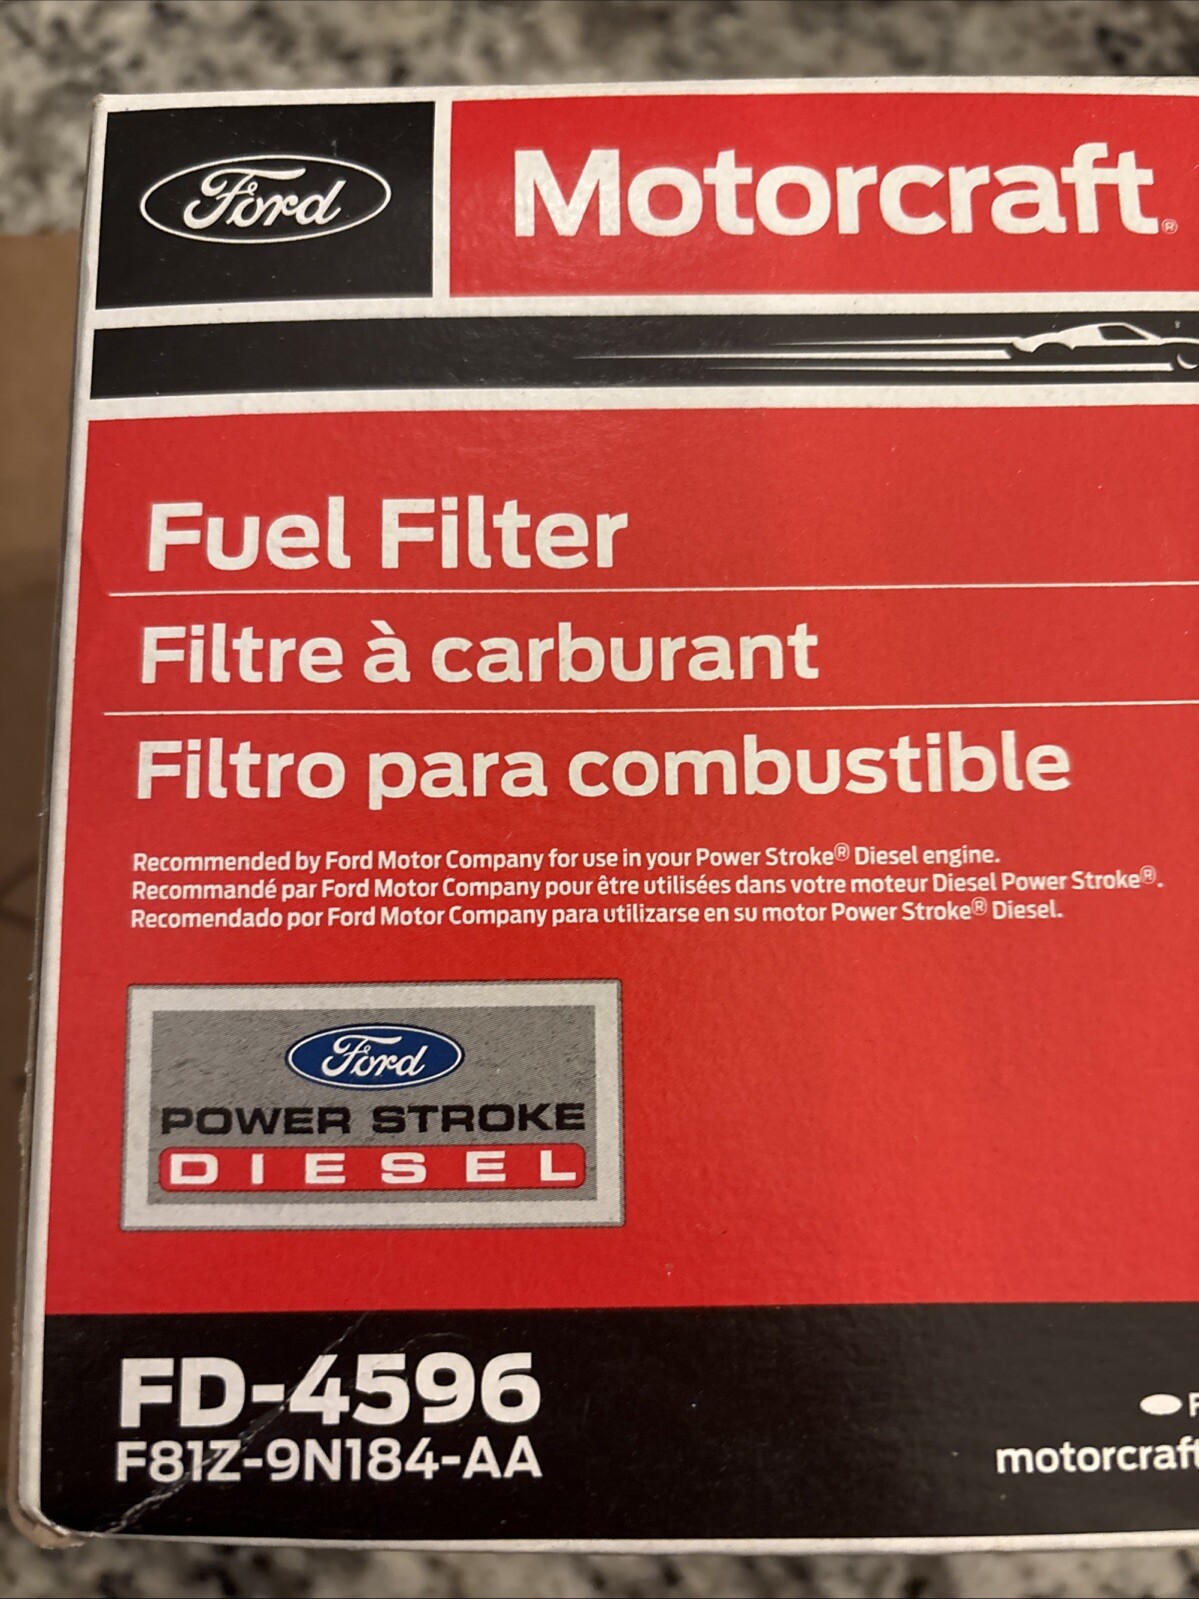 Ford
Motorcraft®
Fuel Filter
Filtre à carburant
Filtro para combustible
Recommended by Ford Motor Company for use in your Power Stroke® Diesel engine.
Recommandé par Ford Motor Company pour être utilisées dans votre moteur Diesel Power Stroke®.
Recomendado por Ford Motor Company para utilizarse en su motor Power Stroke® Diesel.
Ford
POWER STROKE
DIESEL
FD-4596
F81Z-9N184-AA
motorcraft